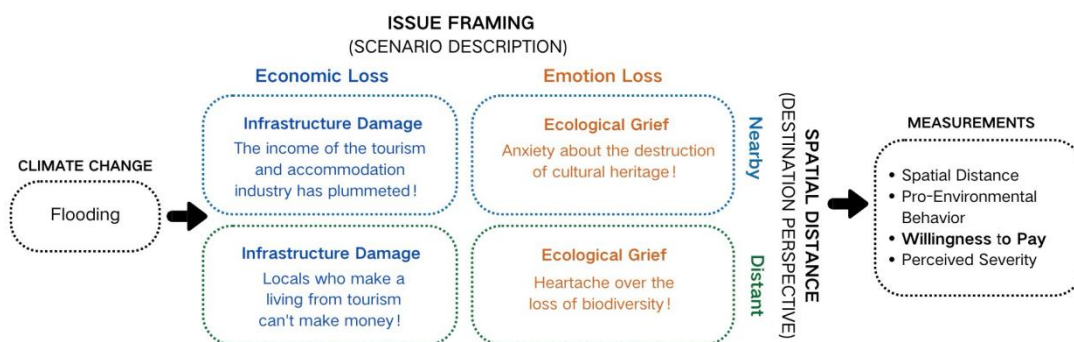 ISSUE FRAMING
(SCENARIO DESCRIPTION)
Economic Loss
Emotion Loss
CLIMATE CHANGE
Flooding
Infrastructure Damage
The income of the tourism
and accommodation
industry has plummeted!
Ecological Grief
Anxiety about the destruction
of cultural heritage!
Nearby
Infrastructure Damage
Locals who make a
living from tourism
can't make money!
Ecological Grief
Heartache over the
loss of biodiversity!
Distant
SPATIAL DISTANCE
(DESTINATION PERSPECTIVE)
MEASUREMENTS
• Spatial Distance
• Pro-Environmental
Behavior
• Willingness to Pay
• Perceived Severity